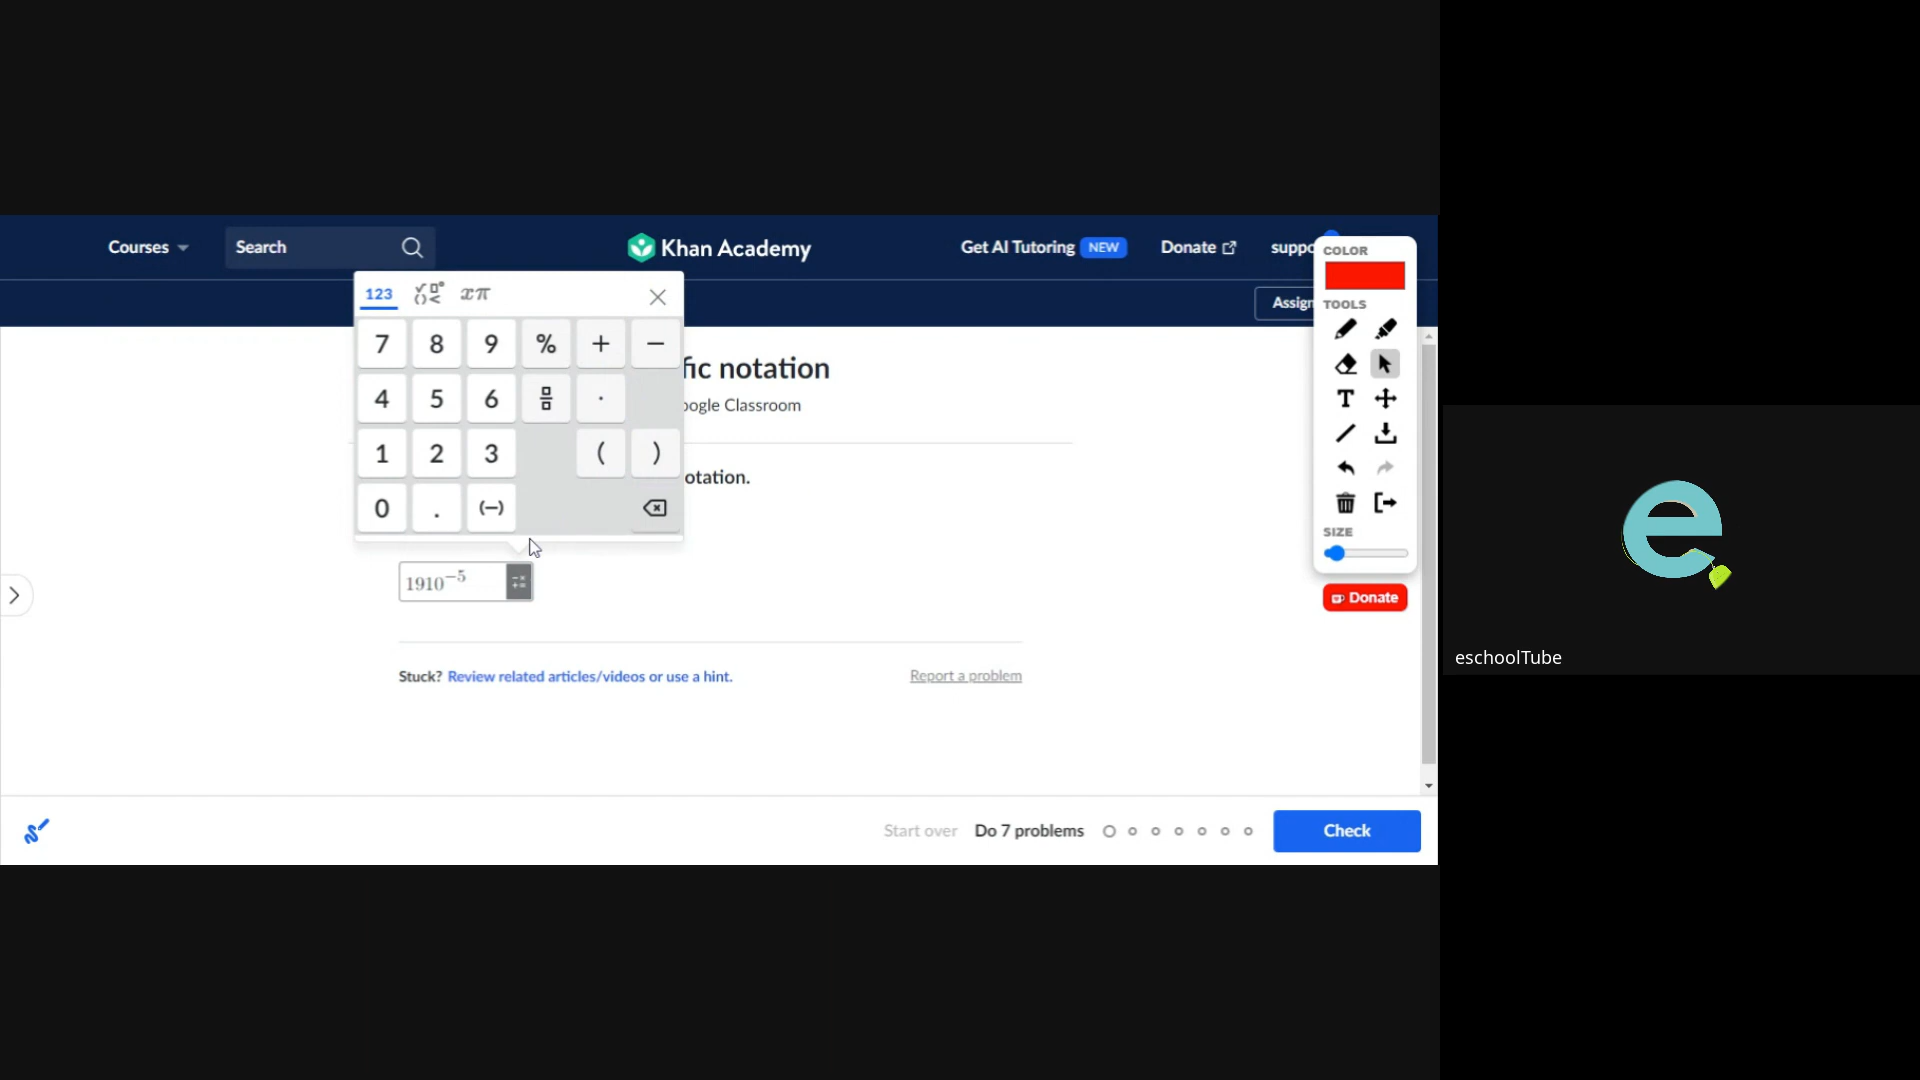 Courses
Search
Khan Academy
Get AI Tutoring NEW
Donate
suppo
Assign
123
xπ
7 8 9 % + −
4 5 6 ·
1 2 3 ( )
0 . (−)
fic notation
oogle Classroom
otation.
1910⁻⁵
Stuck? Review related articles/videos or use a hint.
Report a problem
Start over
Do 7 problems
Check
COLOR
TOOLS
T
SIZE
Donate
eschoolTube